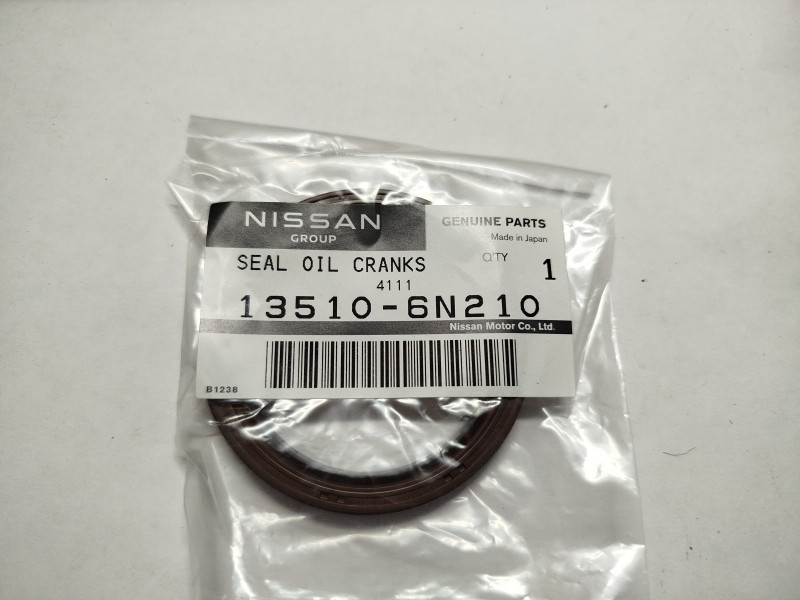 NISSAN
GROUP
GENUINE PARTS
Made in Japan
SEAL OIL CRANKS
Q'TY 1
4111
13510-6N210
Nissan Motor Co., Ltd.
B1238